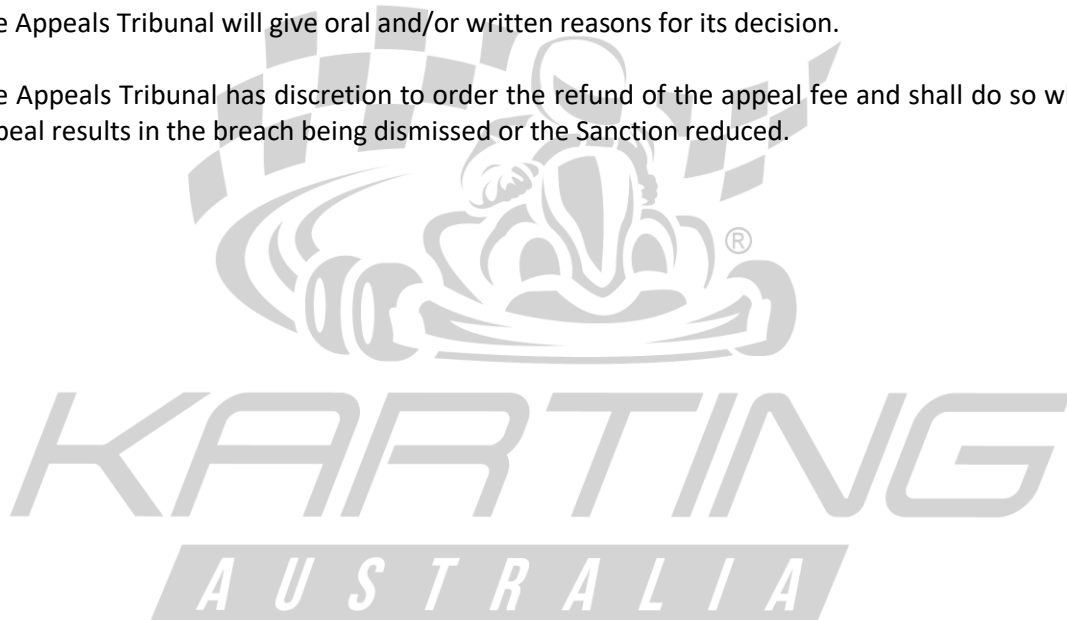 e Appeals Tribunal will give oral and/or written reasons for its decision.
e Appeals Tribunal has discretion to order the refund of the appeal fee and shall do so w
peal results in the breach being dismissed or the Sanction reduced.
®
KARTING
AUSTRALIA